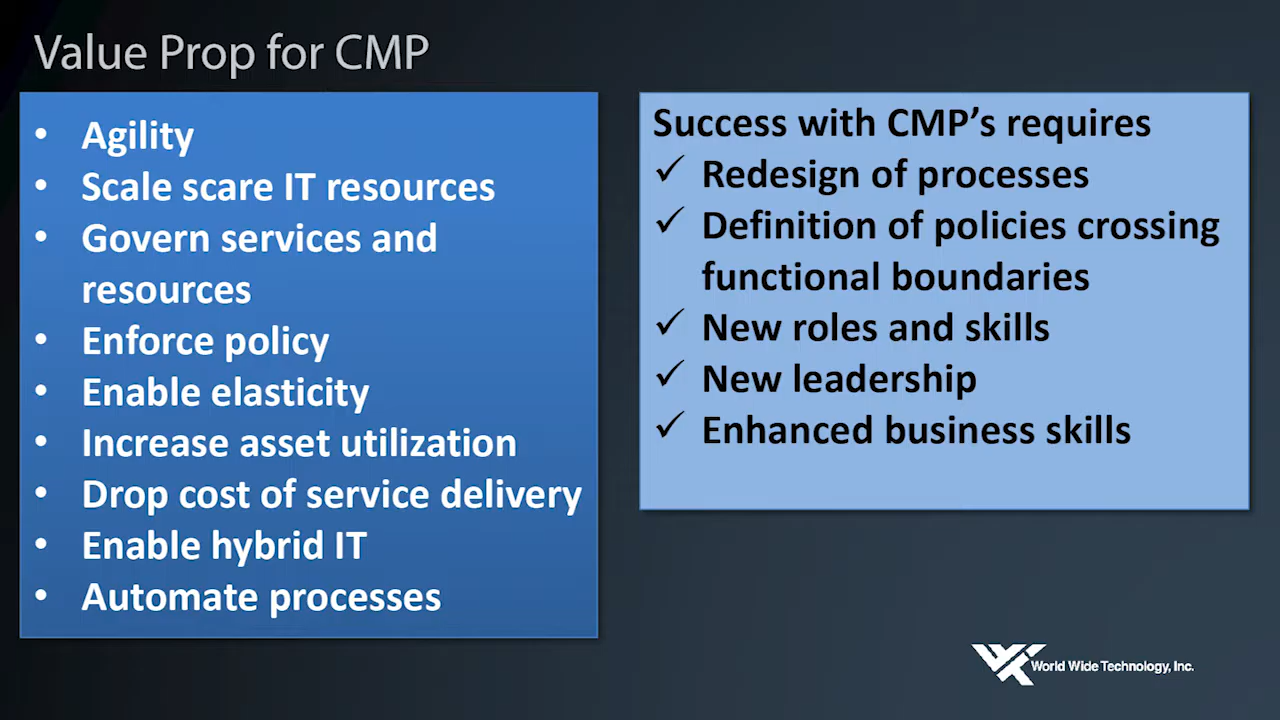 Value Prop for CMP
• Agility
• Scale scare IT resources
• Govern services and
resources
• Enforce policy
• Enable elasticity
• Increase asset utilization
• Drop cost of service delivery
• Enable hybrid IT
• Automate processes
Success with CMP’s requires
✓ Redesign of processes
✓ Definition of policies crossing
functional boundaries
✓ New roles and skills
✓ New leadership
✓ Enhanced business skills
World Wide Technology, Inc.